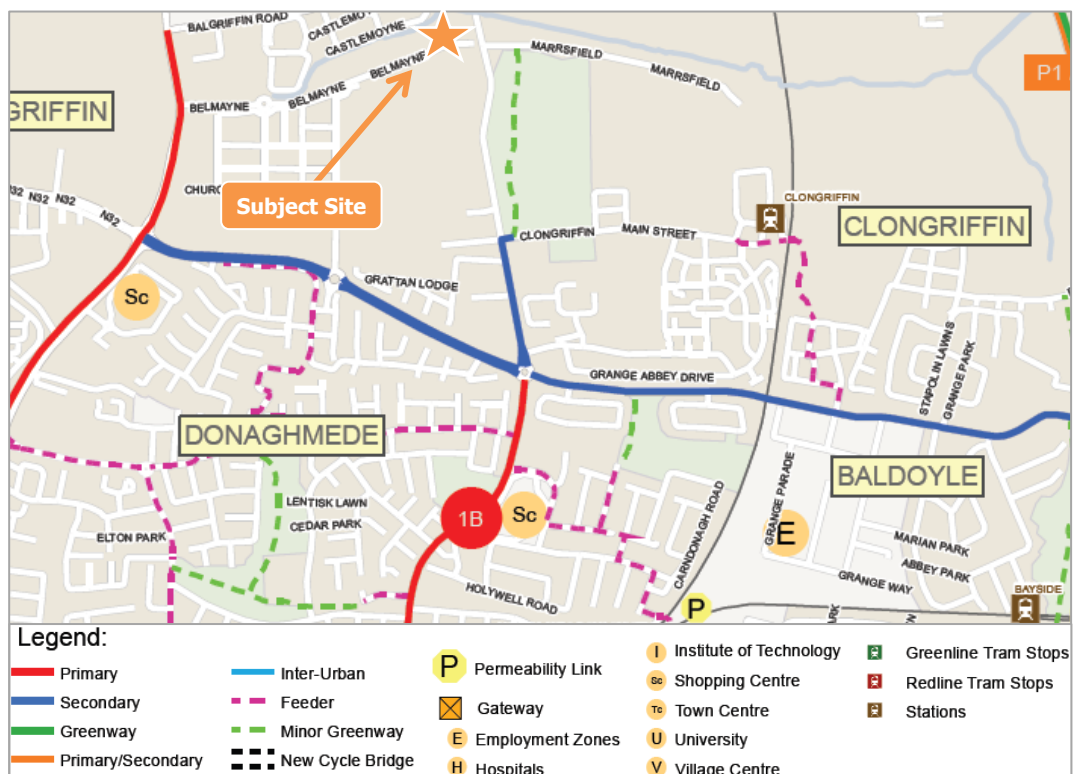 BALGRIFFIN ROAD
CASTLEMOYNE
BELMAYNE
MARRSFIELD
MARRSFIELD
P1
GRIFFIN
BELMAYNE
BELMAYNE
Subject Site
N32 N32
N32
CLONGRIFFIN
CLONGRIFFIN
MAIN STREET
CLONGRIFFIN
GRATTAN LODGE
Sc
STAPOLIN LAWNS
GRANGE PARK
GRANGE ABBEY DRIVE
DONAGHMEDE
BALDOYLE
LENTISK LAWN
CEDAR PARK
1B
Sc
ELTON PARK
CARNDONAGH ROAD
GRANGE PARADE
E
MARIAN PARK
ABBEY PARK
GRANGE WAY
HOLYWELL ROAD
P
BAYSIDE
Legend:
Primary
Secondary
Greenway
Primary/Secondary
Inter-Urban
Feeder
Minor Greenway
New Cycle Bridge
P Permeability Link
Gateway
E Employment Zones
H Hospitals
I Institute of Technology
Sc Shopping Centre
Tc Town Centre
U University
V Village Centre
Greenline Tram Stops
Redline Tram Stops
Stations